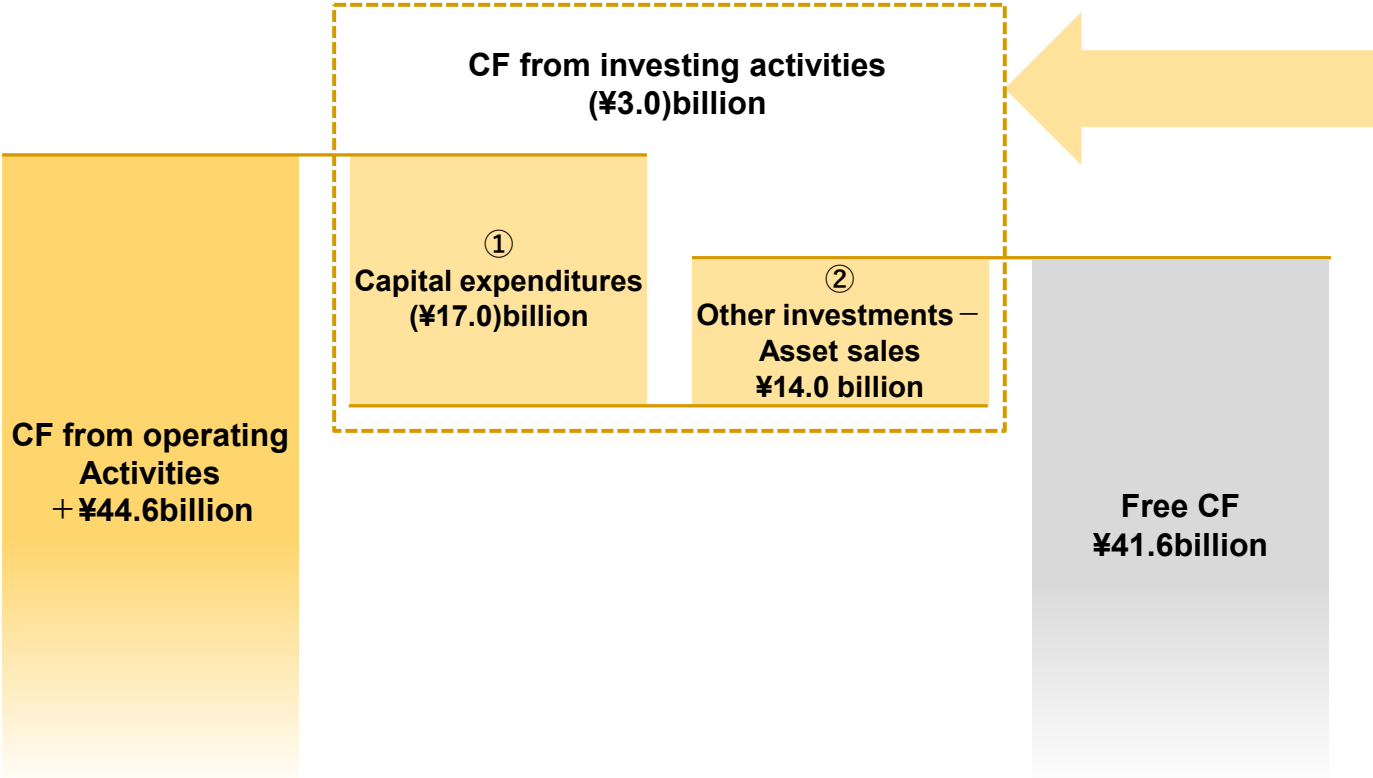 CF from investing activities
(¥3.0)billion
①
Capital expenditures
(¥17.0)billion
②
Other investments－
Asset sales
¥14.0 billion
CF from operating
Activities
＋¥44.6billion
Free CF
¥41.6billion